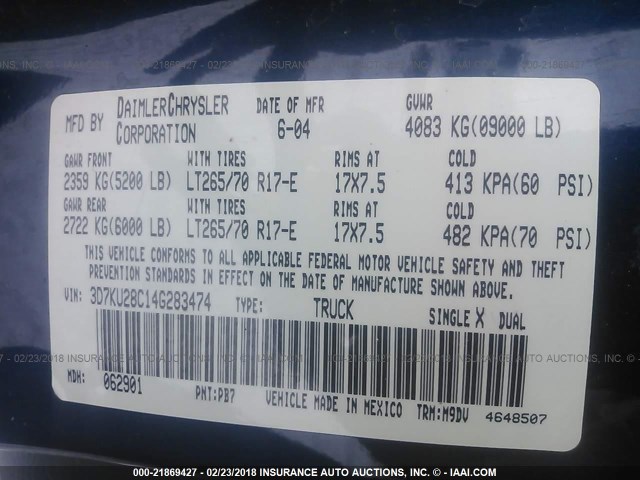 MFD BY DAIMLERCHRYSLER CORPORATION DATE OF MFR 6-04 GVWR 4083 KG(09000 LB)
GAWR FRONT WITH TIRES RIMS AT COLD
2359 KG(5200 LB) LT265/70 R17-E 17X7.5 413 KPA(60 PSI)
GAWR REAR WITH TIRES RIMS AT COLD
2722 KG(6000 LB) LT265/70 R17-E 17X7.5 482 KPA(70 PSI)
THIS VEHICLE CONFORMS TO ALL APPLICABLE FEDERAL MOTOR VEHICLE SAFETY AND THEFT
PREVENTION STANDARDS IN EFFECT ON THE DATE OF MANUFACTURE SHOWN ABOVE.
VIN: 3D7KU28C14G283474 TYPE: TRUCK SINGLE X DUAL
MDH: 062901 PNT:PB7 VEHICLE MADE IN MEXICO TRM:M9DV 4648507
000-21869427 - 02/23/2018 INSURANCE AUTO AUCTIONS, INC. - © - IAAI.COM